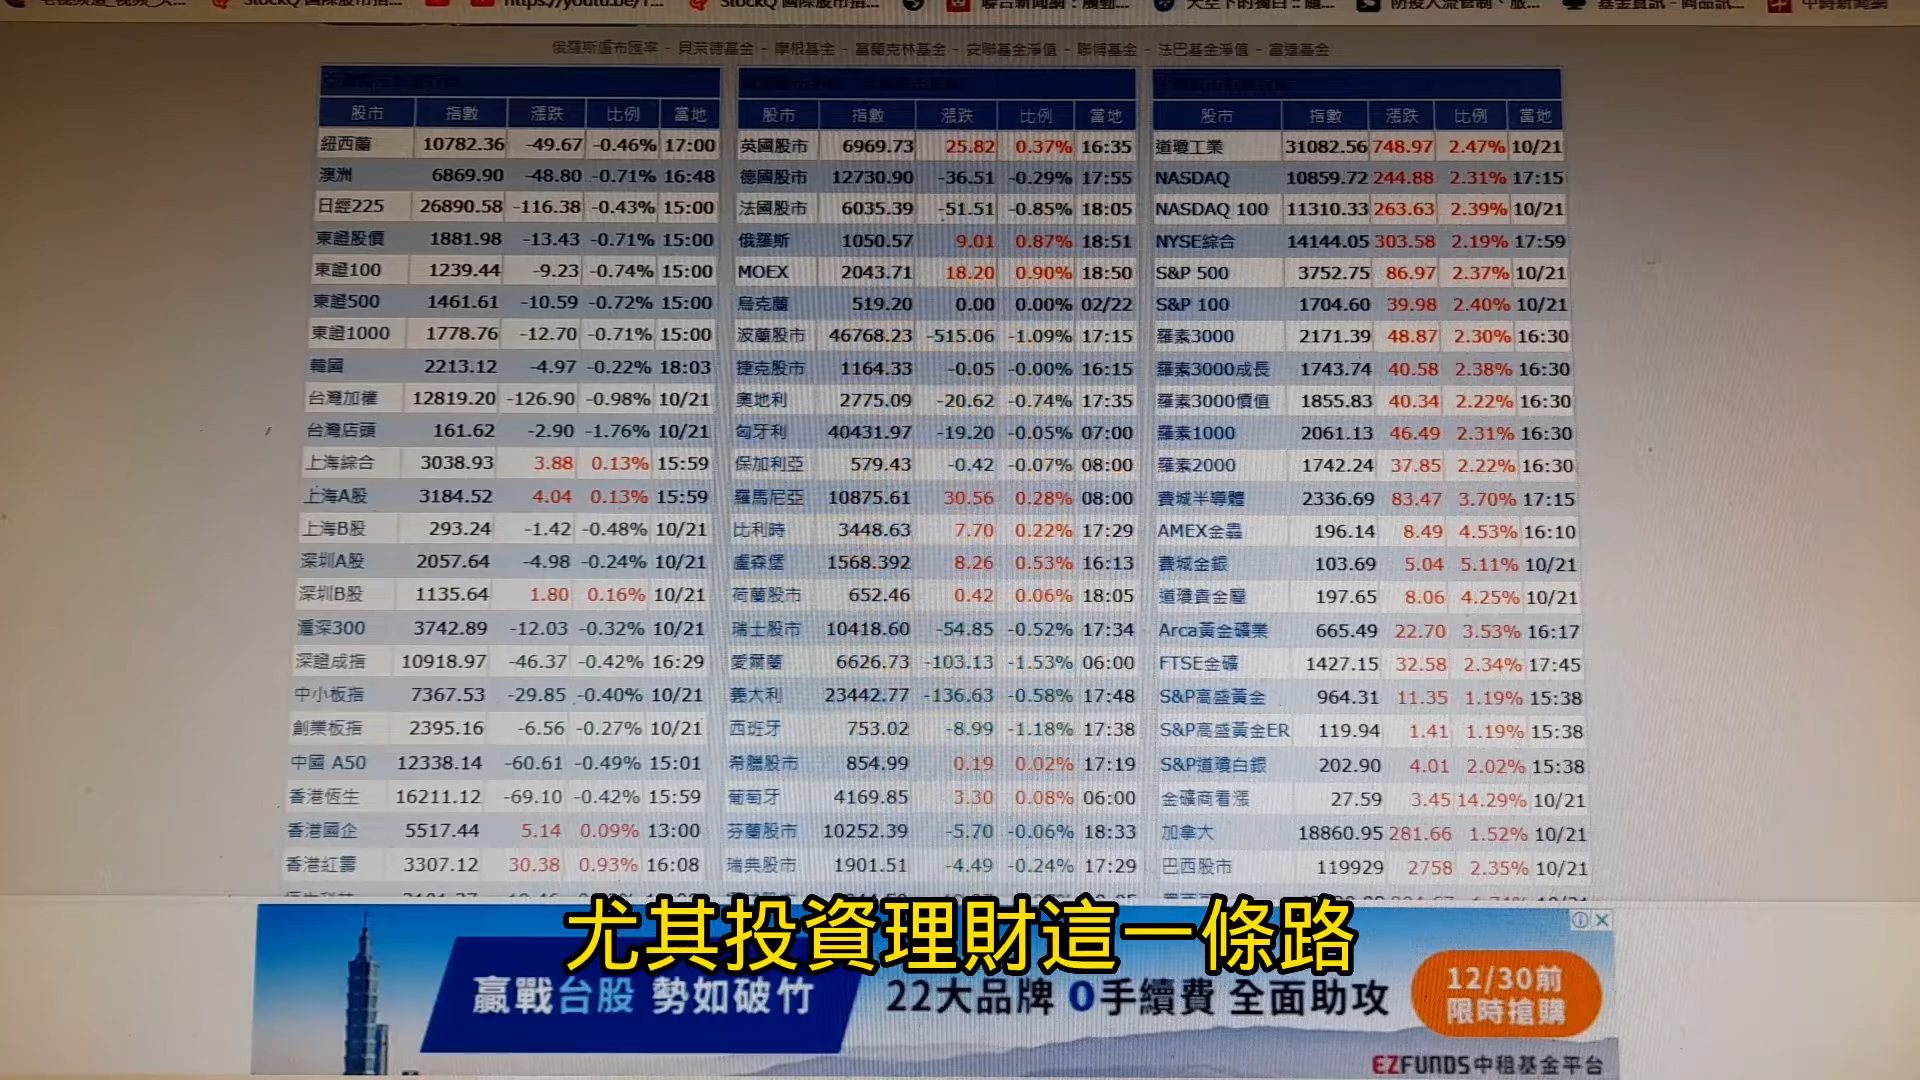 StockQ 國際股市指...
https://youtu.be/1...
StockQ 國際股市指...
聯合新聞網：觸動...
天空下的獨白::隨...
防疫人流管制、旅...
基金資訊 - 商品訊...
中時新聞網
俄羅斯盧布匯率 - 貝萊德基金 - 摩根基金 - 富蘭克林基金 - 安聯基金淨值 - 聯博基金 - 法巴基金淨值 - 富達基金
股市 指數 漲跌 比例 當地
紐西蘭 10782.36 -49.67 -0.46% 17:00
澳洲 6869.90 -48.80 -0.71% 16:48
日經225 26890.58 -116.38 -0.43% 15:00
東證股價 1881.98 -13.43 -0.71% 15:00
東證100 1239.44 -9.23 -0.74% 15:00
東證500 1461.61 -10.59 -0.72% 15:00
東證1000 1778.76 -12.70 -0.71% 15:00
韓國 2213.12 -4.97 -0.22% 18:03
台灣加權 12819.20 -126.90 -0.98% 10/21
台灣店頭 161.62 -2.90 -1.76% 10/21
上海綜合 3038.93 3.88 0.13% 15:59
上海A股 3184.52 4.04 0.13% 15:59
上海B股 293.24 -1.42 -0.48% 10/21
深圳A股 2057.64 -4.98 -0.24% 10/21
深圳B股 1135.64 1.80 0.16% 10/21
滬深300 3742.89 -12.03 -0.32% 10/21
深證成指 10918.97 -46.37 -0.42% 16:29
中小板指 7367.53 -29.85 -0.40% 10/21
創業板指 2395.16 -6.56 -0.27% 10/21
中國 A50 12338.14 -60.61 -0.49% 15:01
香港恆生 16211.12 -69.10 -0.42% 15:59
香港國企 5517.44 5.14 0.09% 13:00
香港紅籌 3307.12 30.38 0.93% 16:08
股市 指數 漲跌 比例 當地
英國股市 6969.73 25.82 0.37% 16:35
德國股市 12730.90 -36.51 -0.29% 17:55
法國股市 6035.39 -51.51 -0.85% 18:05
俄羅斯 1050.57 9.01 0.87% 18:51
MOEX 2043.71 18.20 0.90% 18:50
烏克蘭 519.20 0.00 0.00% 02/22
波蘭股市 46768.23 -515.06 -1.09% 17:15
捷克股市 1164.33 -0.05 -0.00% 16:15
奧地利 2775.09 -20.62 -0.74% 17:35
匈牙利 40431.97 -19.20 -0.05% 07:00
保加利亞 579.43 -0.42 -0.07% 08:00
羅馬尼亞 10875.61 30.56 0.28% 08:00
比利時 3448.63 7.70 0.22% 17:29
盧森堡 1568.392 8.26 0.53% 16:13
荷蘭股市 652.46 0.42 0.06% 18:05
瑞士股市 10418.60 -54.85 -0.52% 17:34
愛爾蘭 6626.73 -103.13 -1.53% 06:00
義大利 23442.77 -136.63 -0.58% 17:48
西班牙 753.02 -8.99 -1.18% 17:38
希臘股市 854.99 0.19 0.02% 17:19
葡萄牙 4169.85 3.30 0.08% 06:00
芬蘭股市 10252.39 -5.70 -0.06% 18:33
瑞典股市 1901.51 -4.49 -0.24% 17:29
股市 指數 漲跌 比例 當地
道瓊工業 31082.56 748.97 2.47% 10/21
NASDAQ 10859.72 244.88 2.31% 17:15
NASDAQ 100 11310.33 263.63 2.39% 10/21
NYSE綜合 14144.05 303.58 2.19% 17:59
S&P 500 3752.75 86.97 2.37% 10/21
S&P 100 1704.60 39.98 2.40% 10/21
羅素3000 2171.39 48.87 2.30% 16:30
羅素3000成長 1743.74 40.58 2.38% 16:30
羅素3000價值 1855.83 40.34 2.22% 16:30
羅素1000 2061.13 46.49 2.31% 16:30
羅素2000 1742.24 37.85 2.22% 16:30
費城半導體 2336.69 83.47 3.70% 17:15
AMEX金蟲 196.14 8.49 4.53% 16:10
費城金銀 103.69 5.04 5.11% 10/21
道瓊貴金屬 197.65 8.06 4.25% 10/21
Arca黃金礦業 665.49 22.70 3.53% 16:17
FTSE金礦 1427.15 32.58 2.34% 17:45
S&P高盛黃金 964.31 11.35 1.19% 15:38
S&P高盛黃金ER 119.94 1.41 1.19% 15:38
S&P道瓊白銀 202.90 4.01 2.02% 15:38
金礦商看漲 27.59 3.45 14.29% 10/21
加拿大 18860.95 281.66 1.52% 10/21
巴西股市 119929 2758 2.35% 10/21
尤其投資理財這一條路
贏戰台股 勢如破竹
22大品牌 0手續費 全面助攻
12/30前
限時搶購
EZFUNDS中租基金平台